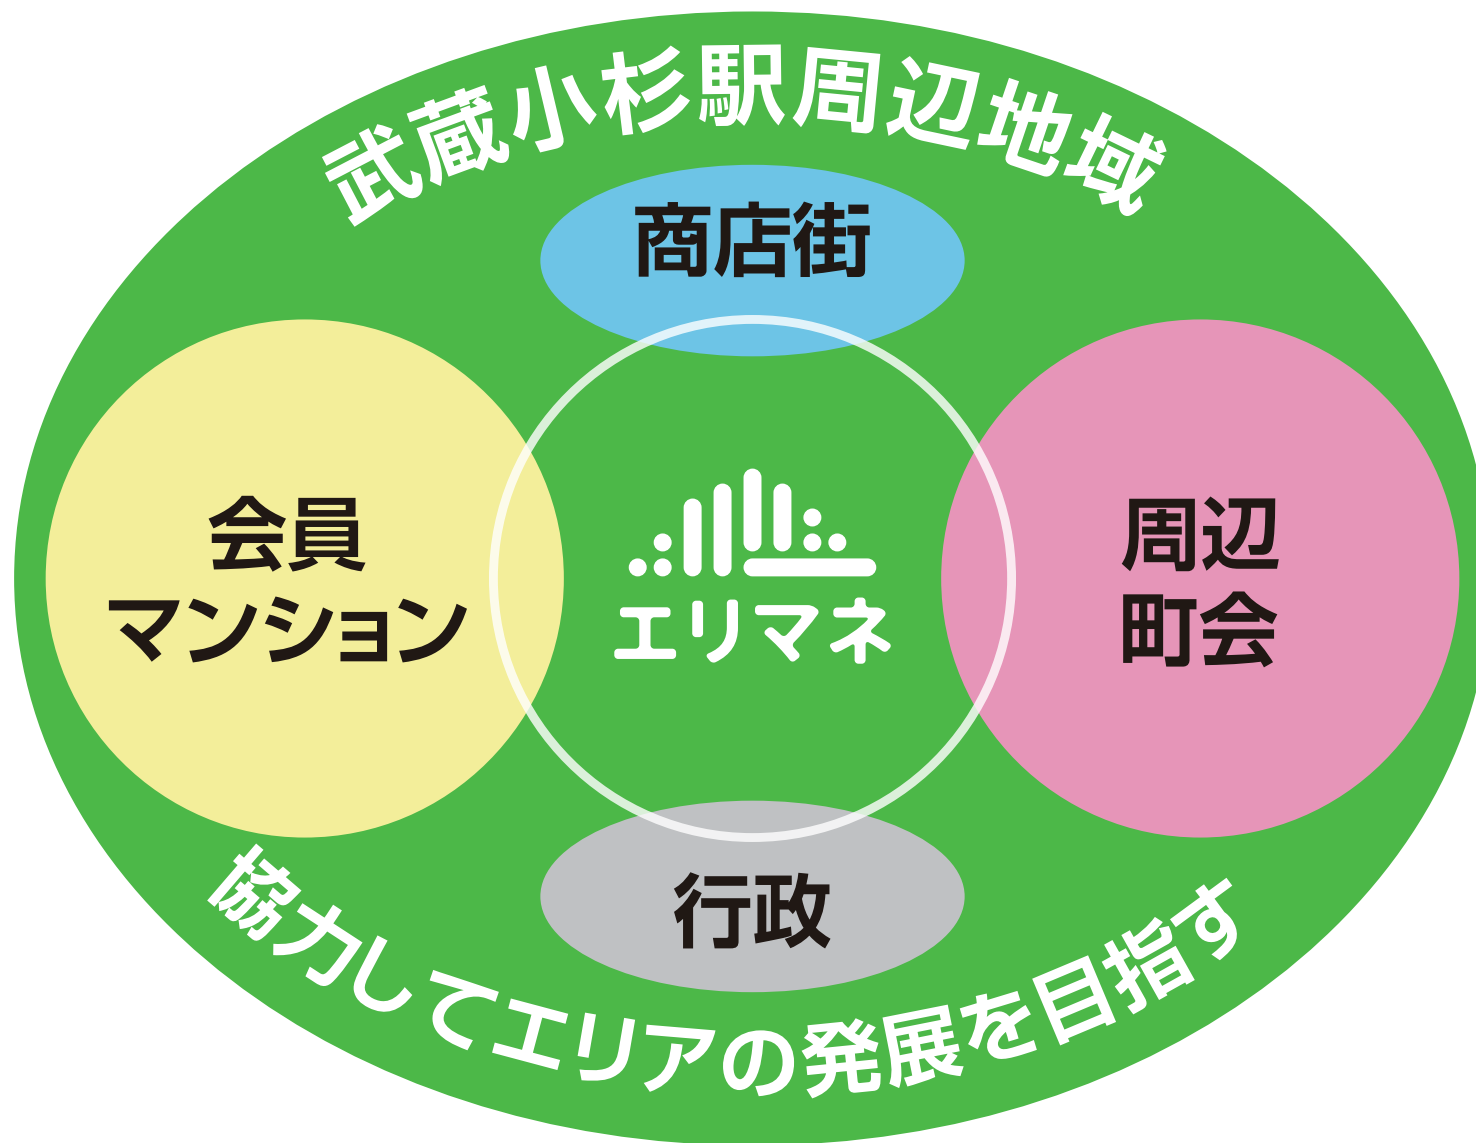 武蔵小杉駅周辺地域
商店街
会員
マンション
エリマネ
周辺
町会
行政
協力してエリアの発展を目指す